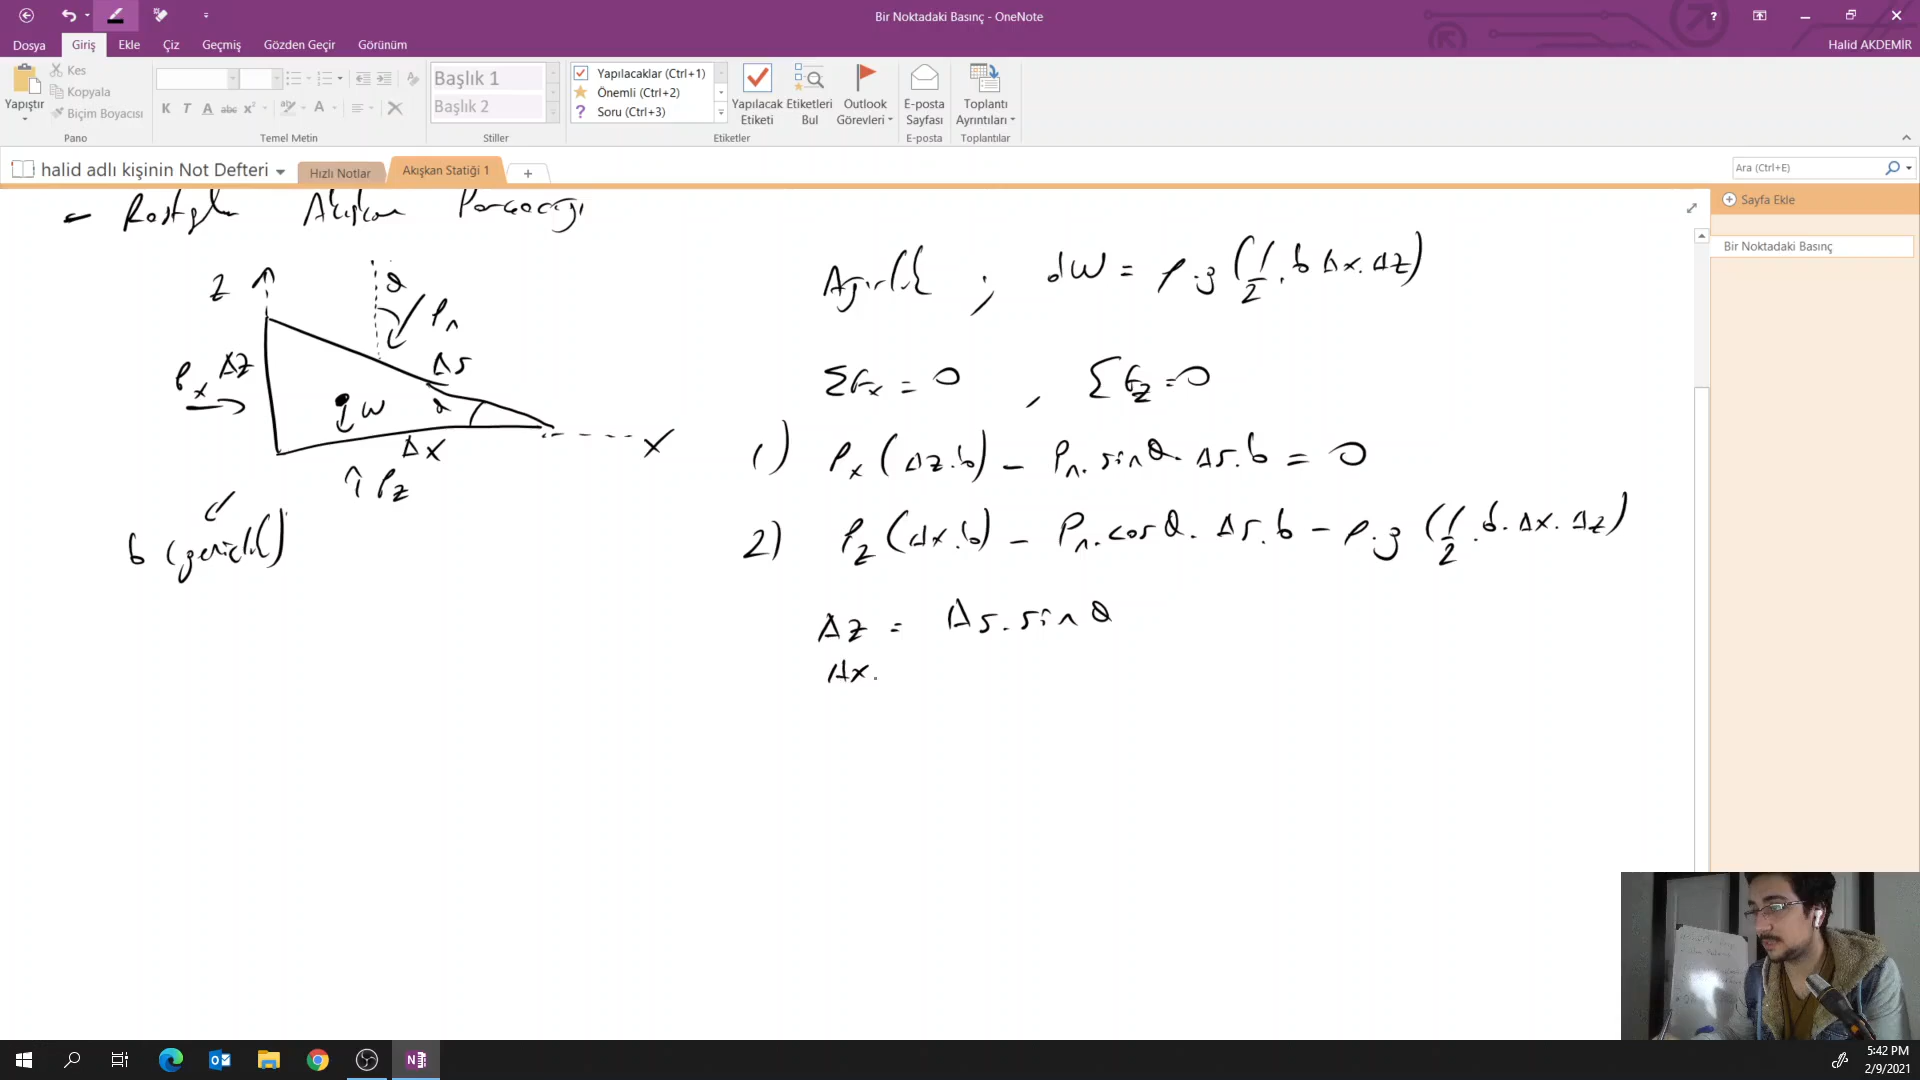 Bir Noktadaki Basınç - OneNote
?
Dosya Giriş Ekle Çiz Geçmiş Gözden Geçir Görünüm
Halid AKDEMİR
Yapıştır
Kes
Kopyala
Biçim Boyacısı
Pano
K T A abc x²
A
Temel Metin
Başlık 1
Başlık 2
Stiller
Yapılacaklar (Ctrl+1)
Önemli (Ctrl+2)
? Soru (Ctrl+3)
Yapılacak Etiketi
Etiketleri Bul
Etiketler
Outlook Görevleri
E-posta Sayfası
E-posta
Toplantı Ayrıntıları
Toplantılar
halid adlı kişinin Not Defteri
Hızlı Notlar
Akışkan Statiği 1
+
Ara (Ctrl+E)
Sayfa Ekle
Bir Noktadaki Basınç
- Rastgele Akışkan Parçacığı
z
θ
Pn
Δs
Px Δz
W
Δx
x
↑ Pz
b (genişlik)
Ağırlık ; dW = ρ.g (1/2 . b Δx. Δz)
ΣFx = 0 , ΣFz = 0
1) Px (Δz.b) - Pn. sinθ. Δs.b = 0
2) Pz (Δx.b) - Pn. cosθ. Δs.b - ρ.g (1/2 .b. Δx. Δz)
Δz = Δs. sinθ
Δx.
5:42 PM
2/9/2021